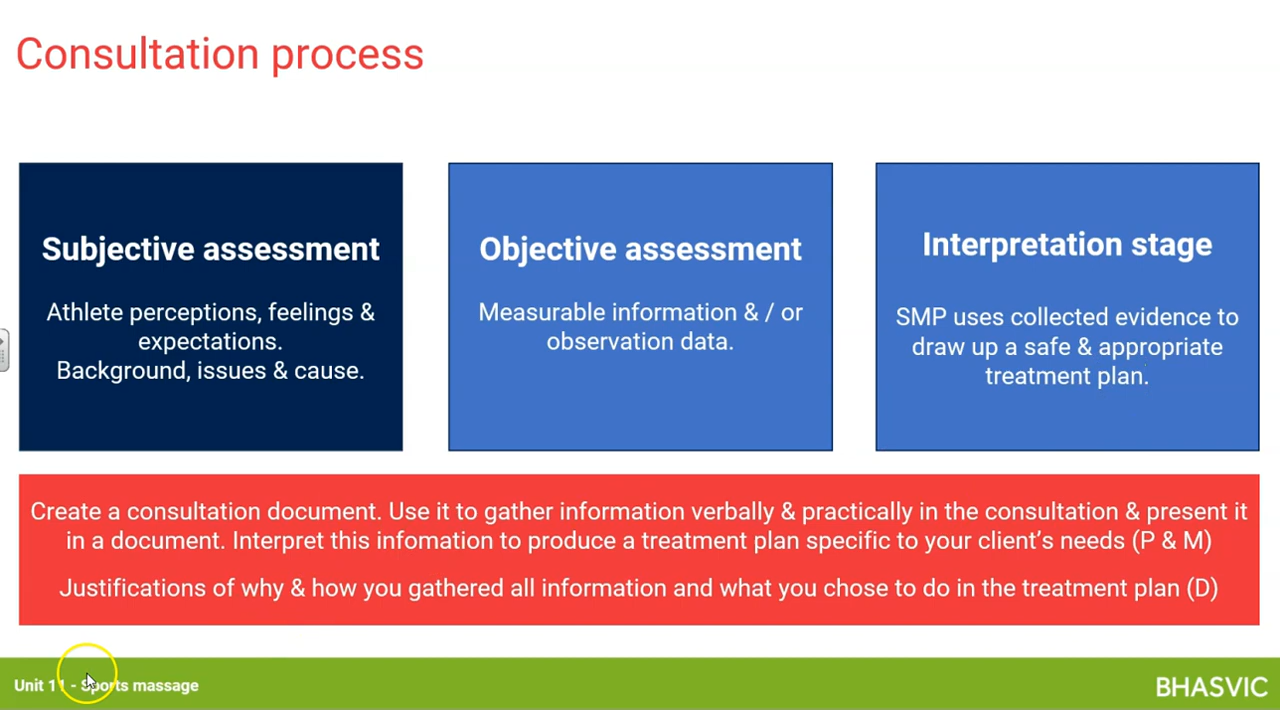 Consultation process
Subjective assessment
Athlete perceptions, feelings &
expectations.
Background, issues & cause.
Objective assessment
Measurable information & / or
observation data.
Interpretation stage
SMP uses collected evidence to
draw up a safe & appropriate
treatment plan.
Create a consultation document. Use it to gather information verbally & practically in the consultation & present it
in a document. Interpret this infomation to produce a treatment plan specific to your client's needs (P & M)
Justifications of why & how you gathered all information and what you chose to do in the treatment plan (D)
Unit 11 - Sports massage
BHASVIC